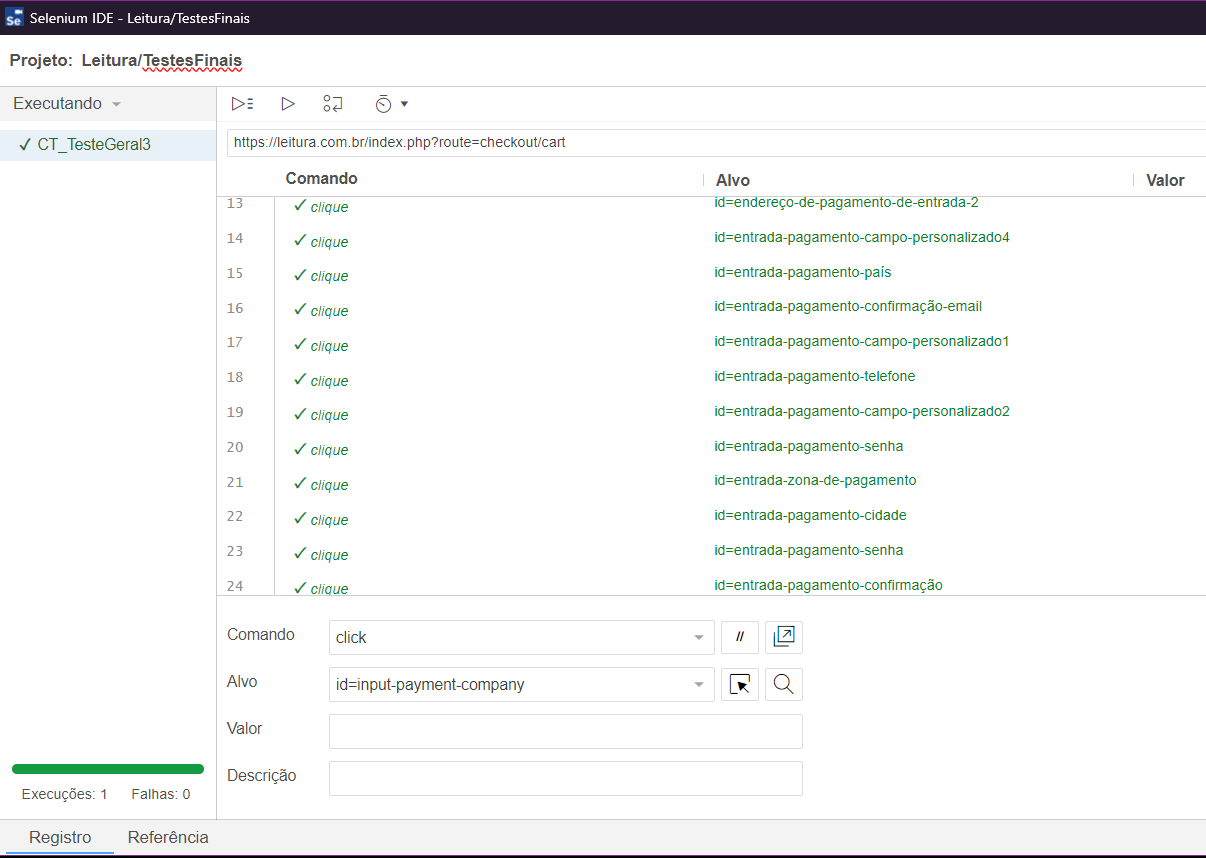 Se Selenium IDE - Leitura/TestesFinais
Projeto: Leitura/TestesFinais
Executando
✓ CT_TesteGeral3
https://leitura.com.br/index.php?route=checkout/cart
Comando Alvo Valor
13 ✓ clique id=endereço-de-pagamento-de-entrada-2
14 ✓ clique id=entrada-pagamento-campo-personalizado4
15 ✓ clique id=entrada-pagamento-país
16 ✓ clique id=entrada-pagamento-confirmação-email
17 ✓ clique id=entrada-pagamento-campo-personalizado1
18 ✓ clique id=entrada-pagamento-telefone
19 ✓ clique id=entrada-pagamento-campo-personalizado2
20 ✓ clique id=entrada-pagamento-senha
21 ✓ clique id=entrada-zona-de-pagamento
22 ✓ clique id=entrada-pagamento-cidade
23 ✓ clique id=entrada-pagamento-senha
24 ✓ clique id=entrada-pagamento-confirmação
Comando click //
Alvo id=input-payment-company
Valor
Descrição
Execuções: 1 Falhas: 0
Registro Referência